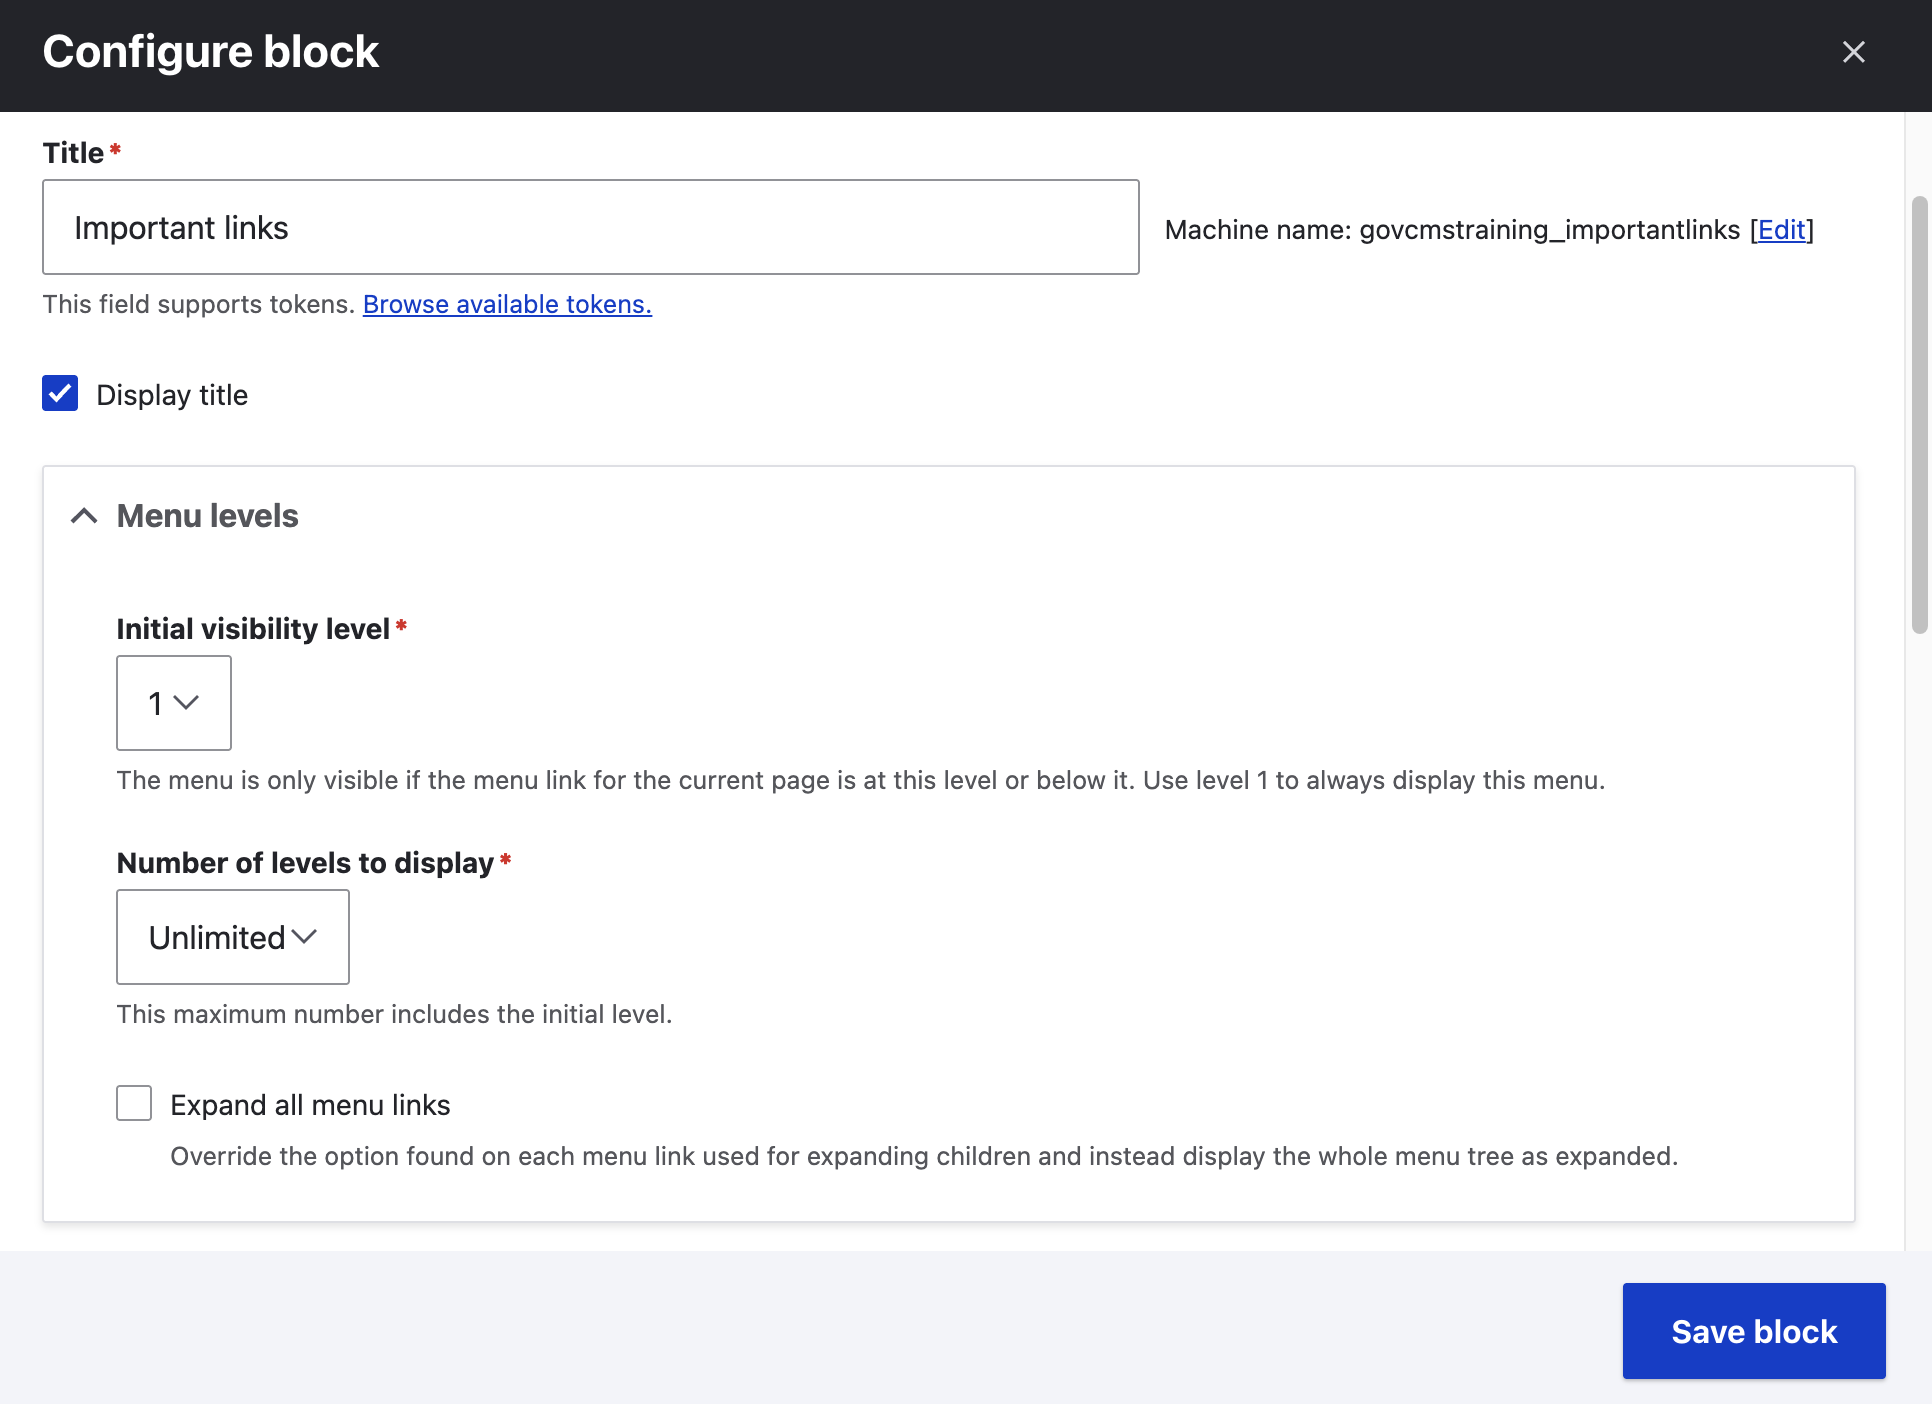 Configure block
Title*
Important links
Machine name: govcmstraining_importantlinks [Edit]
This field supports tokens. Browse available tokens.
Display title
Menu levels
Initial visibility level*
1
The menu is only visible if the menu link for the current page is at this level or below it. Use level 1 to always display this menu.
Number of levels to display*
Unlimited
This maximum number includes the initial level.
Expand all menu links
Override the option found on each menu link used for expanding children and instead display the whole menu tree as expanded.
Save block